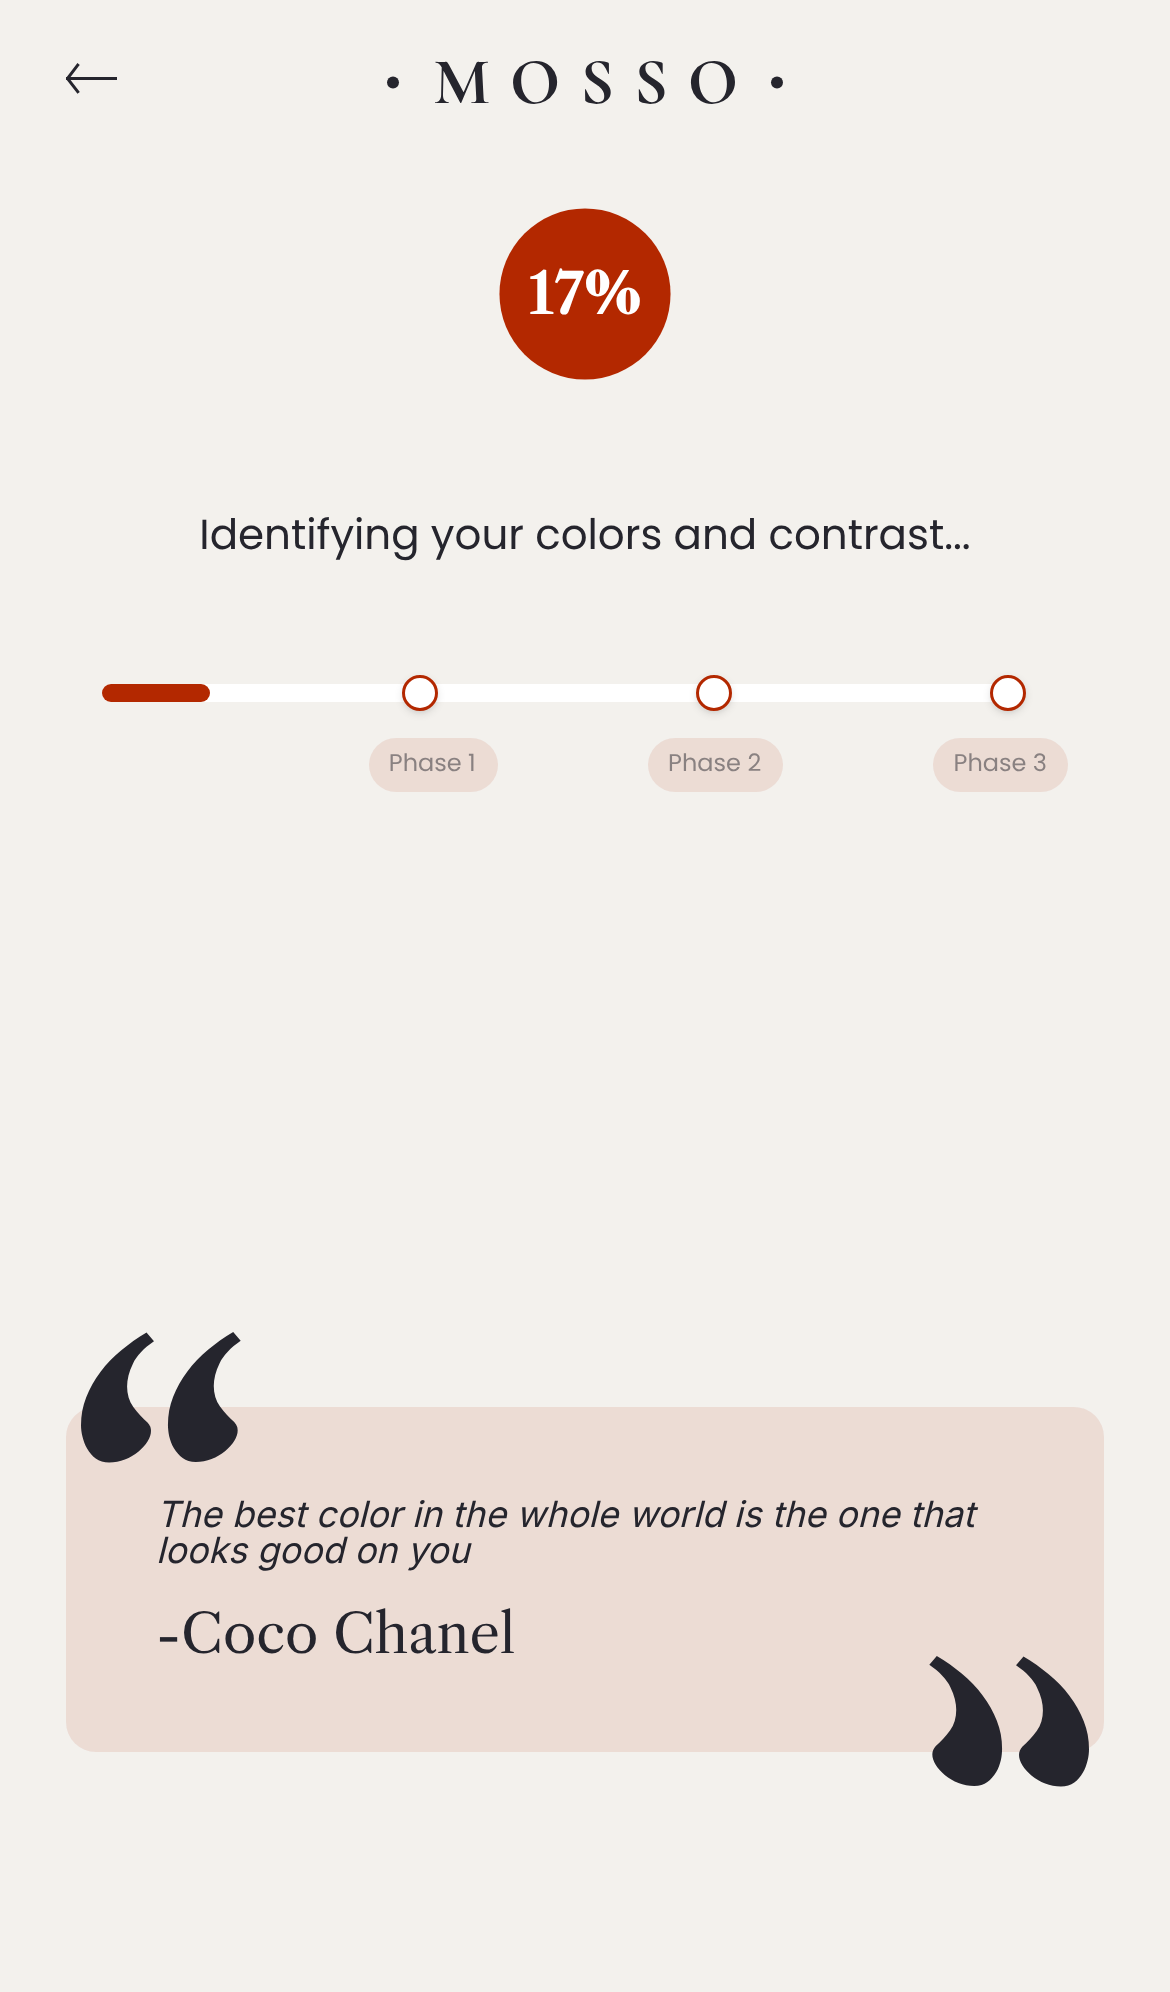 • MOSSO •
17%
Identifying your colors and contrast...
Phase 1
Phase 2
Phase 3
“
The best color in the whole world is the one that
looks good on you
-Coco Chanel
”